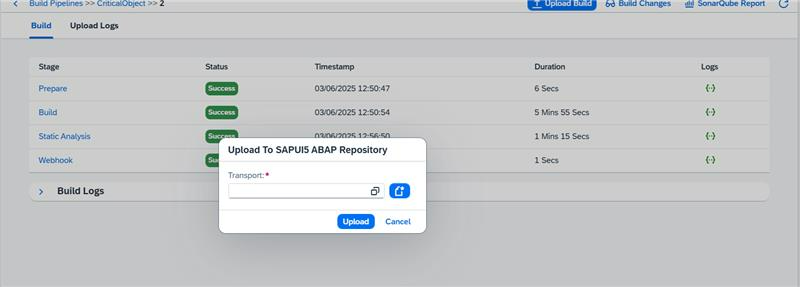 Build Pipelines >> CriticalObject >> 2
Upload Build
Build Changes
SonarQube Report
Build
Upload Logs
Stage Status Timestamp Duration Logs
Prepare Success 03/06/2025 12:50:47 6 Secs
Build Success 03/06/2025 12:50:54 5 Mins 55 Secs
Static Analysis Success 03/06/2025 12:56:50 1 Mins 15 Secs
Webhook 1 Secs
Build Logs
Upload To SAPUI5 ABAP Repository
Transport:*
Upload
Cancel